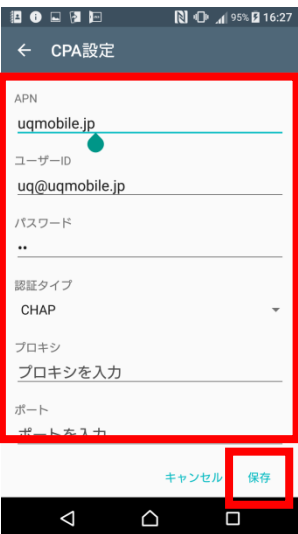 95% 16:27
← CPA設定
APN
uqmobile.jp
ユーザーID
uq@uqmobile.jp
パスワード
••
認証タイプ
CHAP
プロキシ
プロキシを入力
ポート
ポートを入力
キャンセル 保存